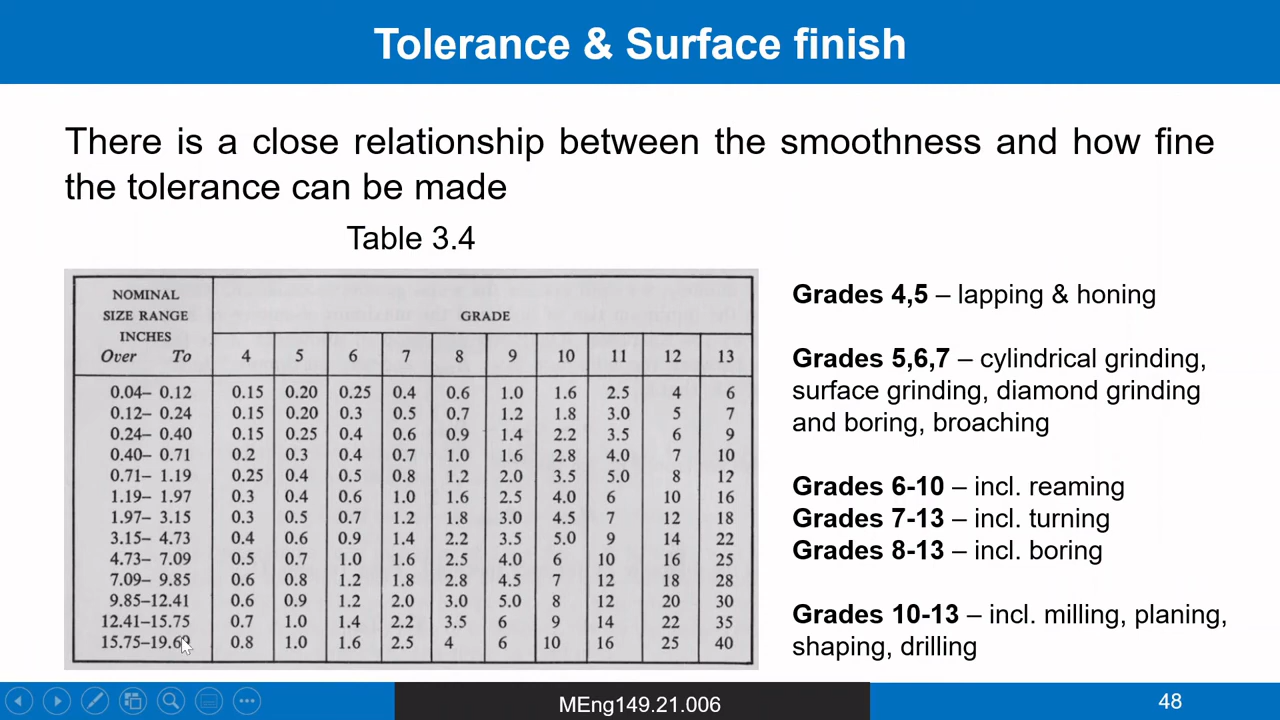 Tolerance & Surface finish
There is a close relationship between the smoothness and how fine
the tolerance can be made
Table 3.4
NOMINAL
SIZE RANGE
INCHES
GRADE
Over To 4 5 6 7 8 9 10 11 12 13
0.04– 0.12 0.15 0.20 0.25 0.4 0.6 1.0 1.6 2.5 4 6
0.12– 0.24 0.15 0.20 0.3 0.5 0.7 1.2 1.8 3.0 5 7
0.24– 0.40 0.15 0.25 0.4 0.6 0.9 1.4 2.2 3.5 6 9
0.40– 0.71 0.2 0.3 0.4 0.7 1.0 1.6 2.8 4.0 7 10
0.71– 1.19 0.25 0.4 0.5 0.8 1.2 2.0 3.5 5.0 8 12
1.19– 1.97 0.3 0.4 0.6 1.0 1.6 2.5 4.0 6 10 16
1.97– 3.15 0.3 0.5 0.7 1.2 1.8 3.0 4.5 7 12 18
3.15– 4.73 0.4 0.6 0.9 1.4 2.2 3.5 5.0 9 14 22
4.73– 7.09 0.5 0.7 1.0 1.6 2.5 4.0 6 10 16 25
7.09– 9.85 0.6 0.8 1.2 1.8 2.8 4.5 7 12 18 28
9.85–12.41 0.6 0.9 1.2 2.0 3.0 5.0 8 12 20 30
12.41–15.75 0.7 1.0 1.4 2.2 3.5 6 9 14 22 35
15.75–19.69 0.8 1.0 1.6 2.5 4 6 10 16 25 40
Grades 4,5 – lapping & honing
Grades 5,6,7 – cylindrical grinding,
surface grinding, diamond grinding
and boring, broaching
Grades 6-10 – incl. reaming
Grades 7-13 – incl. turning
Grades 8-13 – incl. boring
Grades 10-13 – incl. milling, planing,
shaping, drilling
MEng149.21.006
48